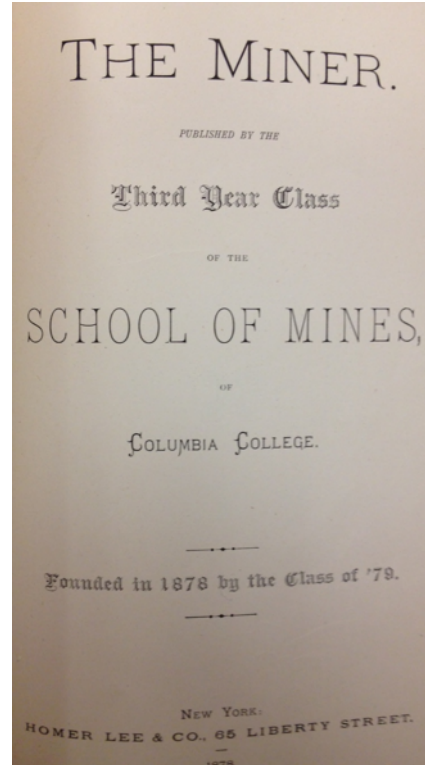 THE MINER.
PUBLISHED BY THE
Third Year Class
OF THE
SCHOOL OF MINES,
OF
COLUMBIA COLLEGE.
Founded in 1878 by the Class of '79.
NEW YORK:
HOMER LEE & CO., 65 LIBERTY STREET.